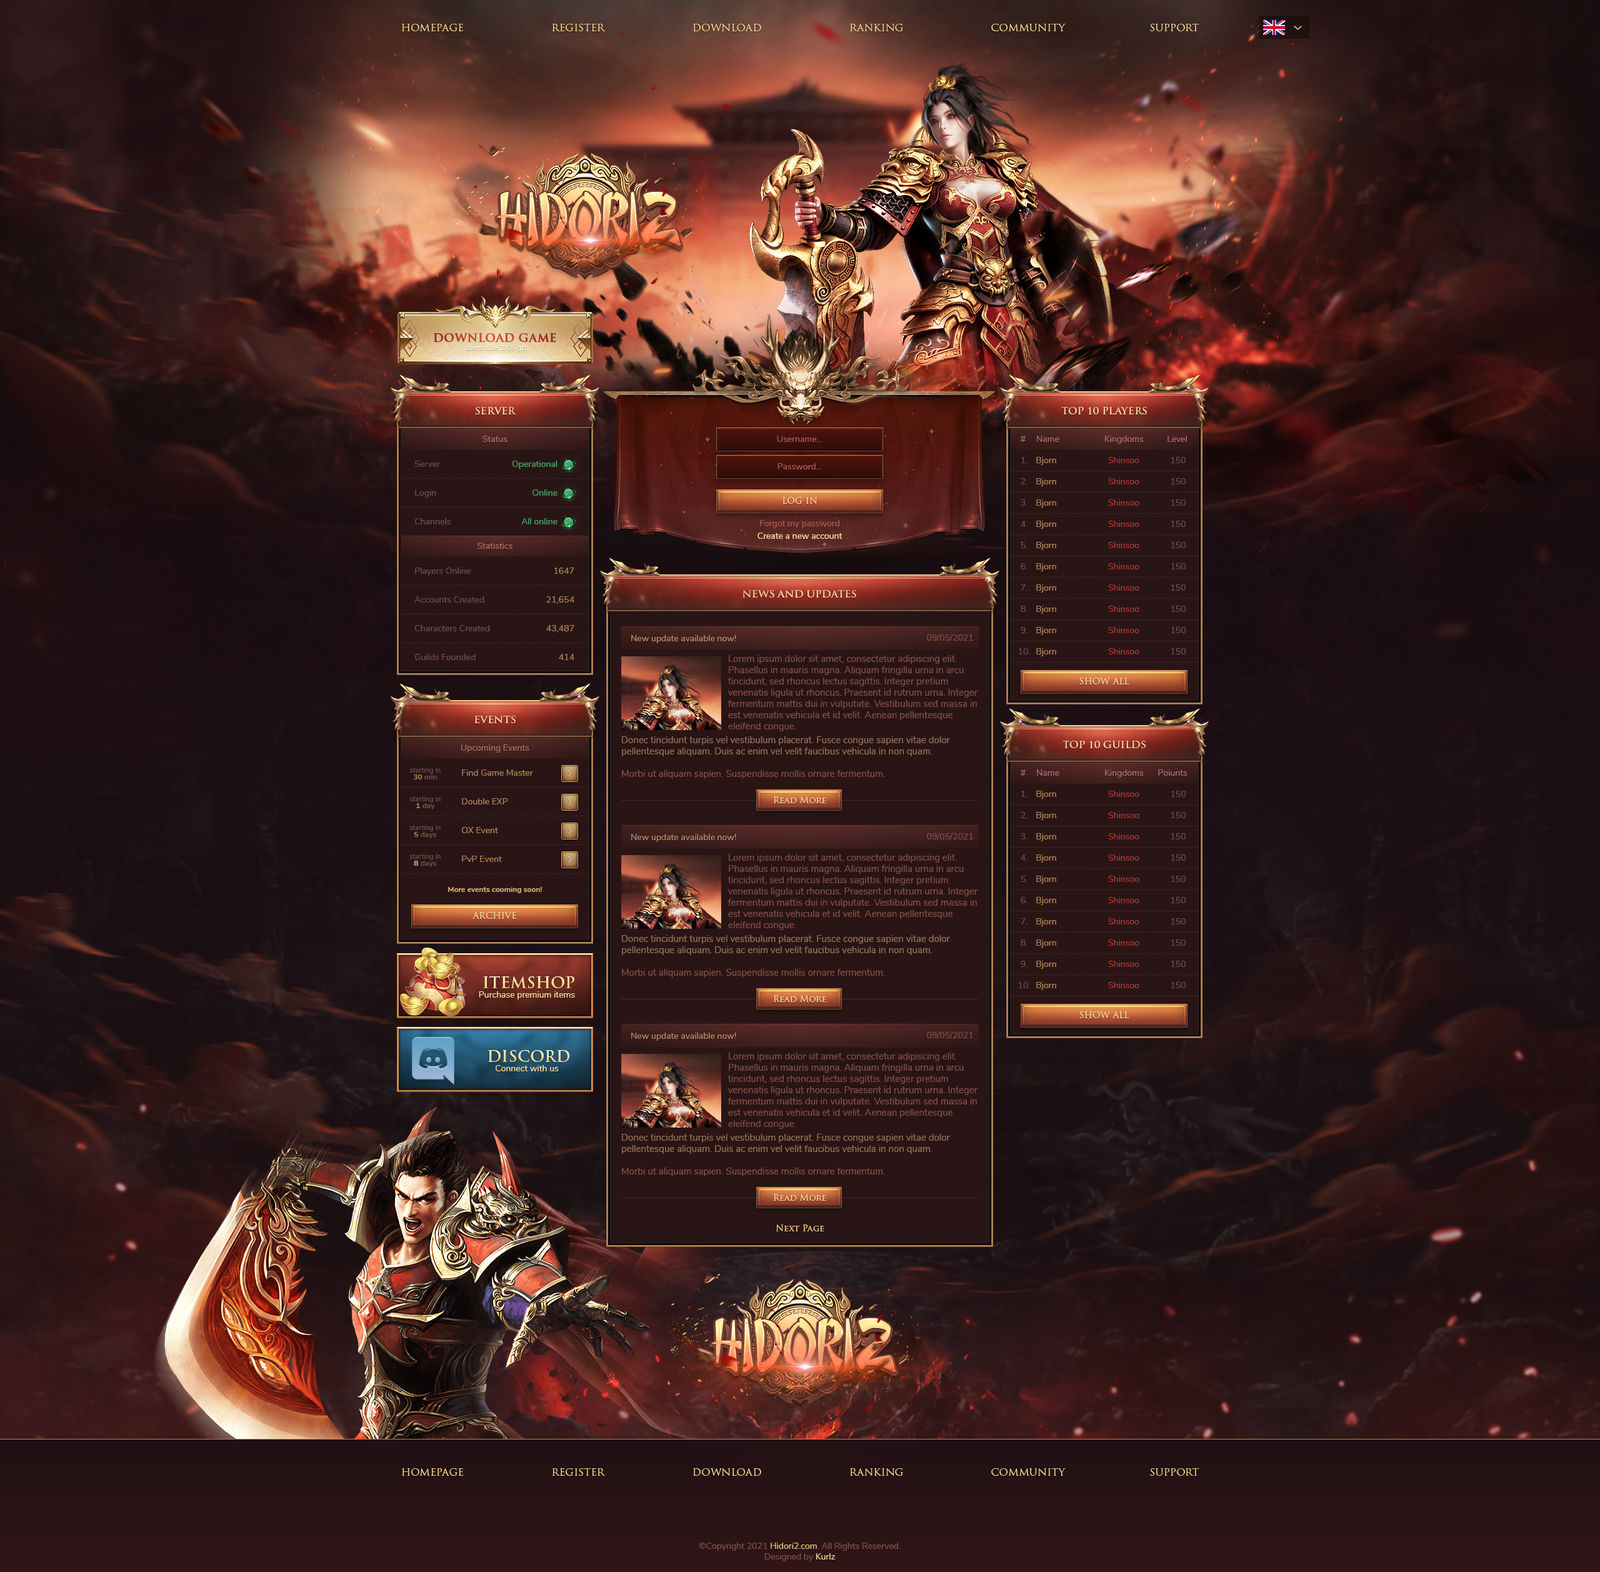 HOMEPAGE REGISTER DOWNLOAD RANKING COMMUNITY SUPPORT
HIDORI2
DOWNLOAD GAME
SERVER
Status
Server Operational
Login Online
Channels All online
Statistics
Players Online 1647
Accounts Created 21,654
Characters Created 43,487
Guilds Founded 414
EVENTS
Upcoming Events
starting in
30 min Find Game Master
starting in
1 day Double EXP
starting in
5 days OX Event
starting in
8 days PvP Event
More events cooming soon!
ARCHIVE
ITEMSHOP
Purchase premium items
DISCORD
Connect with us
Username...
Password...
LOG IN
Forgot my password
Create a new account
NEWS AND UPDATES
New update available now! 09/05/2021
Lorem ipsum dolor sit amet, consectetur adipiscing elit.
Phasellus in mauris magna. Aliquam fringilla urna in arcu
tincidunt, sed rhoncus lectus sagittis. Integer pretium
venenatis ligula ut rhoncus. Praesent id rutrum urna. Integer
fermentum mattis dui in vulputate. Vestibulum sed massa in
est venenatis vehicula et id velit. Aenean pellentesque
eleifend congue.
Donec tincidunt turpis vel vestibulum placerat. Fusce congue sapien vitae dolor
pellentesque aliquam. Duis ac enim vel velit faucibus vehicula in non quam.
Morbi ut aliquam sapien. Suspendisse mollis ornare fermentum.
READ MORE
New update available now! 09/05/2021
Lorem ipsum dolor sit amet, consectetur adipiscing elit.
Phasellus in mauris magna. Aliquam fringilla urna in arcu
tincidunt, sed rhoncus lectus sagittis. Integer pretium
venenatis ligula ut rhoncus. Praesent id rutrum urna. Integer
fermentum mattis dui in vulputate. Vestibulum sed massa in
est venenatis vehicula et id velit. Aenean pellentesque
eleifend congue.
Donec tincidunt turpis vel vestibulum placerat. Fusce congue sapien vitae dolor
pellentesque aliquam. Duis ac enim vel velit faucibus vehicula in non quam.
Morbi ut aliquam sapien. Suspendisse mollis ornare fermentum.
READ MORE
New update available now! 09/05/2021
Lorem ipsum dolor sit amet, consectetur adipiscing elit.
Phasellus in mauris magna. Aliquam fringilla urna in arcu
tincidunt, sed rhoncus lectus sagittis. Integer pretium
venenatis ligula ut rhoncus. Praesent id rutrum urna. Integer
fermentum mattis dui in vulputate. Vestibulum sed massa in
est venenatis vehicula et id velit. Aenean pellentesque
eleifend congue.
Donec tincidunt turpis vel vestibulum placerat. Fusce congue sapien vitae dolor
pellentesque aliquam. Duis ac enim vel velit faucibus vehicula in non quam.
Morbi ut aliquam sapien. Suspendisse mollis ornare fermentum.
READ MORE
NEXT PAGE
TOP 10 PLAYERS
# Name Kingdoms Level
1. Bjorn Shinsoo 150
2. Bjorn Shinsoo 150
3. Bjorn Shinsoo 150
4. Bjorn Shinsoo 150
5. Bjorn Shinsoo 150
6. Bjorn Shinsoo 150
7. Bjorn Shinsoo 150
8. Bjorn Shinsoo 150
9. Bjorn Shinsoo 150
10. Bjorn Shinsoo 150
SHOW ALL
TOP 10 GUILDS
# Name Kingdoms Poiunts
1. Bjorn Shinsoo 150
2. Bjorn Shinsoo 150
3. Bjorn Shinsoo 150
4. Bjorn Shinsoo 150
5. Bjorn Shinsoo 150
6. Bjorn Shinsoo 150
7. Bjorn Shinsoo 150
8. Bjorn Shinsoo 150
9. Bjorn Shinsoo 150
10. Bjorn Shinsoo 150
SHOW ALL
HIDORI2
HOMEPAGE REGISTER DOWNLOAD RANKING COMMUNITY SUPPORT
©Copyright 2021 Hidori2.com. All Rights Reserved.
Designed by Kurlz